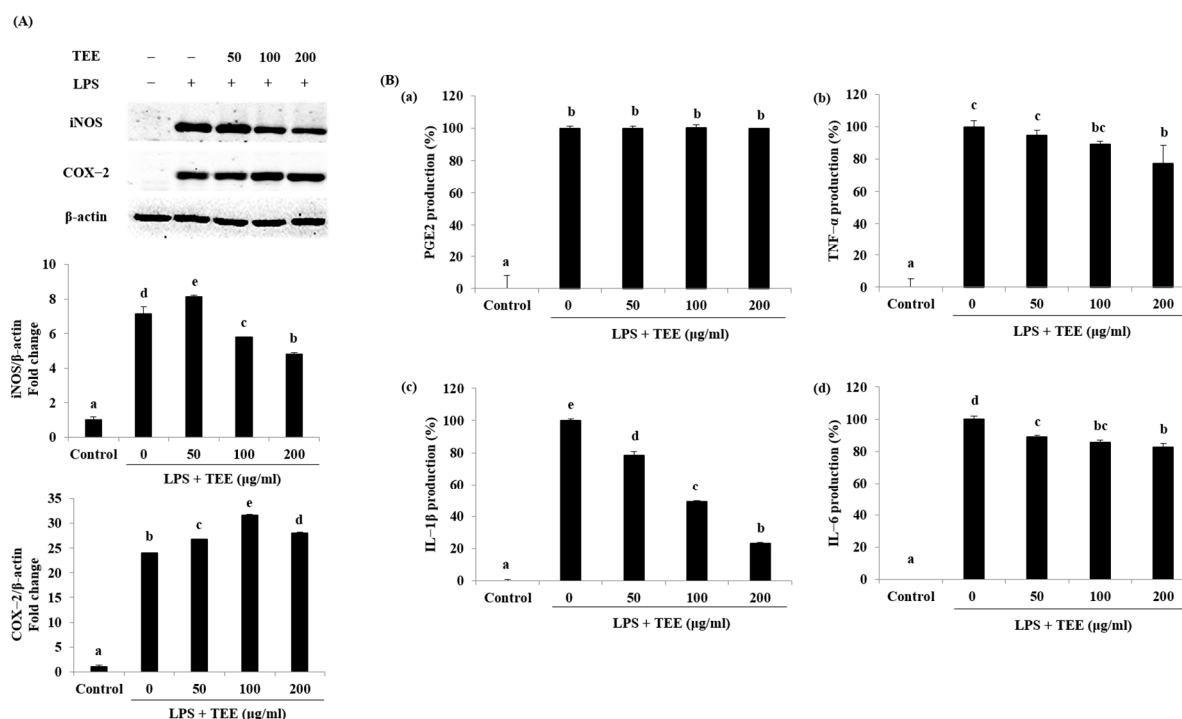 (A)
TEE – – 50 100 200
LPS – + + + +
iNOS
COX−2
β-actin
iNOS/β-actin
Fold change
10
8
6
4
2
0
a
d
e
c
b
Control 0 50 100 200
LPS + TEE (μg/ml)
COX−2/β-actin
Fold change
35
30
25
20
15
10
5
0
a
b
c
e
d
Control 0 50 100 200
LPS + TEE (μg/ml)
(B)
(a)
PGE2 production (%)
120
100
80
60
40
20
0
a
b
b
b
b
Control 0 50 100 200
LPS + TEE (μg/ml)
(b)
TNF−α production (%)
120
100
80
60
40
20
0
a
c
c
bc
b
Control 0 50 100 200
LPS + TEE (μg/ml)
(c)
IL−1β production (%)
120
100
80
60
40
20
0
a
e
d
c
b
Control 0 50 100 200
LPS + TEE (μg/ml)
(d)
IL−6 production (%)
120
100
80
60
40
20
0
a
d
c
bc
b
Control 0 50 100 200
LPS + TEE (μg/ml)